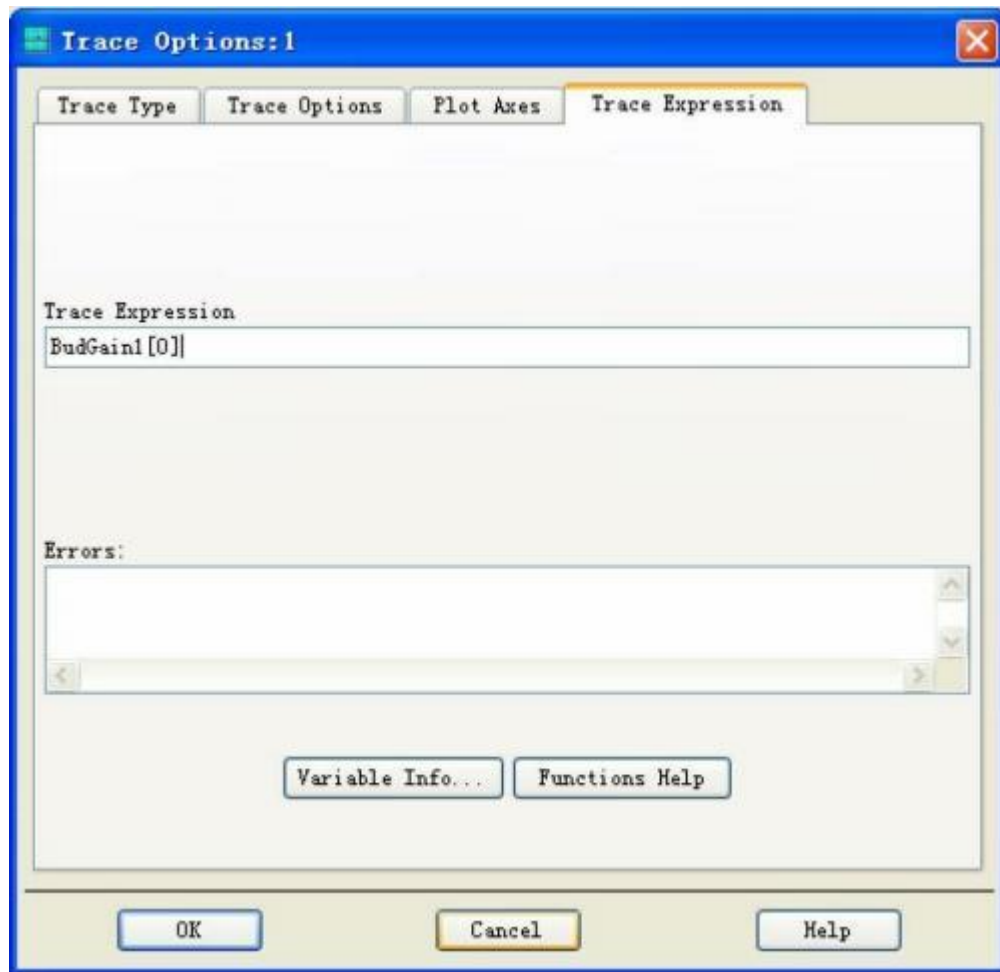 Trace Options:1
Trace Type Trace Options Plot Axes Trace Expression
Trace Expression
BudGain1[0]
Errors:
Variable Info... Functions Help
OK Cancel Help